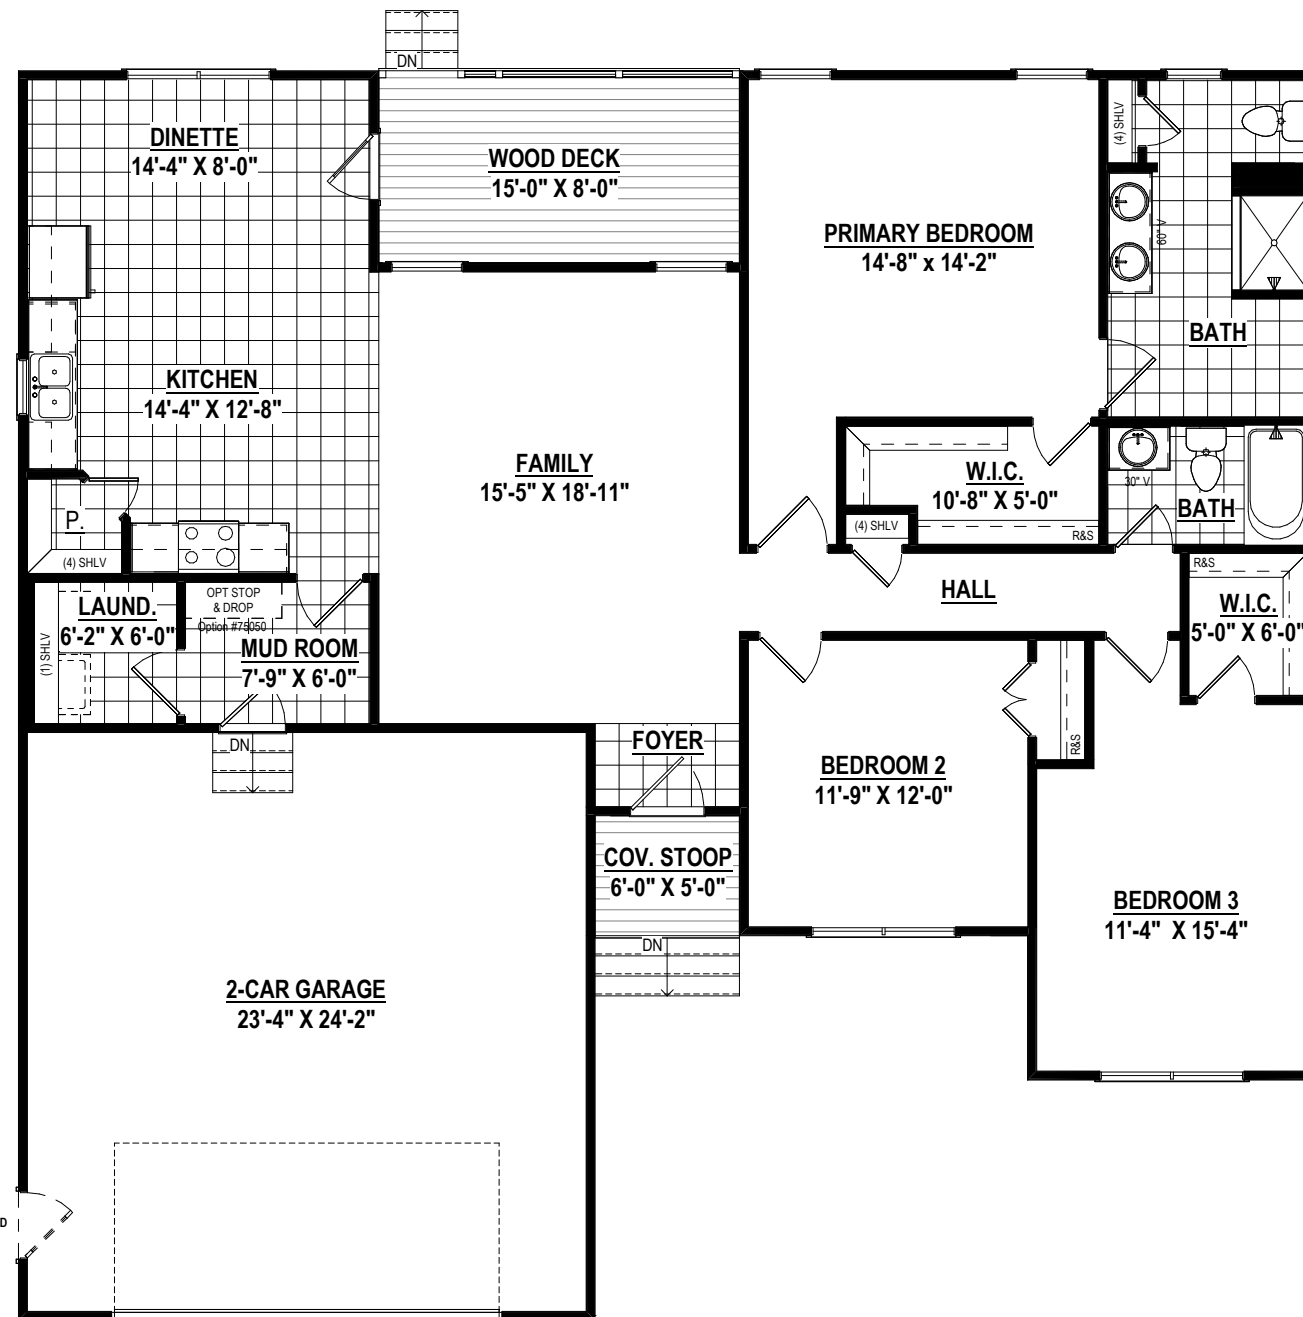 DN
DINETTE
14'-4" X 8'-0"
WOOD DECK
15'-0" X 8'-0"
(4) SHLV
PRIMARY BEDROOM
14'-8" x 14'-2"
60" V
BATH
KITCHEN
14'-4" X 12'-8"
FAMILY
15'-5" X 18'-11"
W.I.C.
10'-8" X 5'-0"
R&S
(4) SHLV
30" V
BATH
P.
(4) SHLV
HALL
R&S
W.I.C.
5'-0" X 6'-0"
LAUND.
6'-2" X 6'-0"
(1) SHLV
OPT STOP
& DROP
Option #75050
MUD ROOM
7'-9" X 6'-0"
DN
FOYER
R&S
BEDROOM 2
11'-9" X 12'-0"
COV. STOOP
6'-0" X 5'-0"
DN
BEDROOM 3
11'-4" X 15'-4"
2-CAR GARAGE
23'-4" X 24'-2"